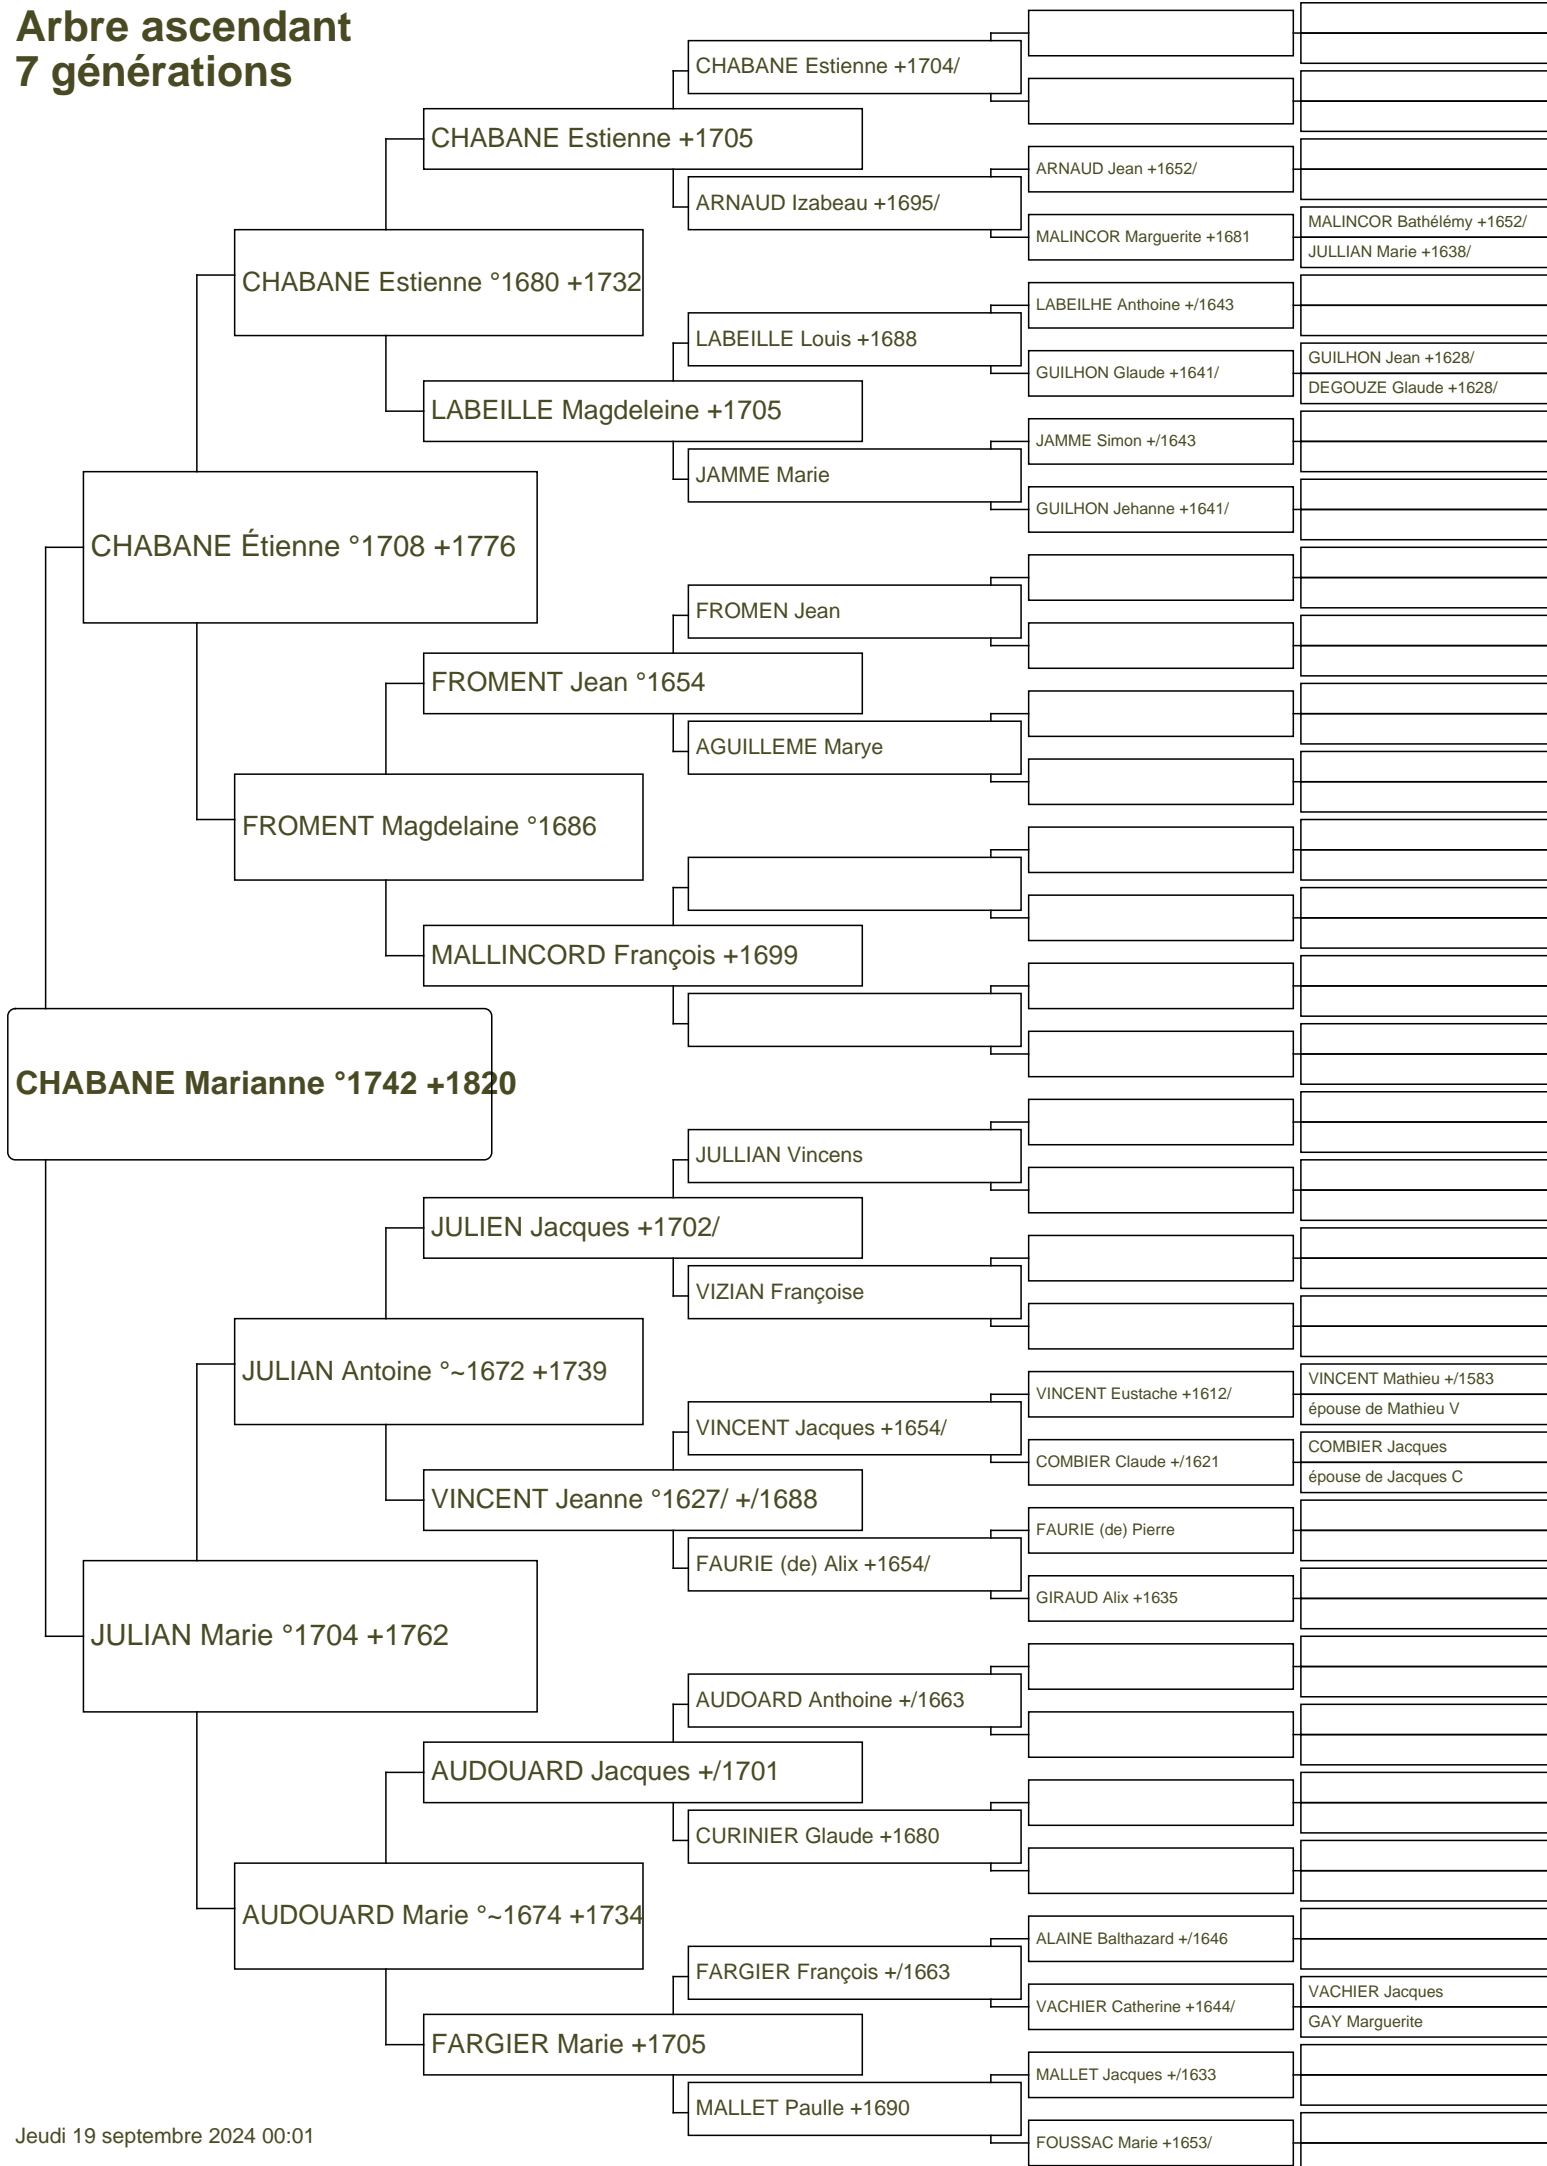 Arbre ascendant
7 générations
CHABANE Estienne +1704/
CHABANE Estienne +1705
ARNAUD Jean +1652/
ARNAUD Izabeau +1695/
MALINCOR Bathélémy +1652/
MALINCOR Marguerite +1681
JULLIAN Marie +1638/
CHABANE Estienne °1680 +1732
LABEILHE Anthoine +/1643
LABEILLE Louis +1688
GUILHON Jean +1628/
GUILHON Glaude +1641/
DEGOUZE Glaude +1628/
LABEILLE Magdeleine +1705
JAMME Simon +/1643
JAMME Marie
GUILHON Jehanne +1641/
CHABANE Étienne °1708 +1776
FROMEN Jean
FROMENT Jean °1654
AGUILLEME Marye
FROMENT Magdelaine °1686
MALLINCORD François +1699
CHABANE Marianne °1742 +1820
JULLIAN Vincens
JULIEN Jacques +1702/
VIZIAN Françoise
JULIAN Antoine °~1672 +1739
VINCENT Mathieu +/1583
VINCENT Eustache +1612/
épouse de Mathieu V
VINCENT Jacques +1654/
COMBIER Jacques
COMBIER Claude +/1621
épouse de Jacques C
VINCENT Jeanne °1627/ +/1688
FAURIE (de) Pierre
FAURIE (de) Alix +1654/
GIRAUD Alix +1635
JULIAN Marie °1704 +1762
AUDOARD Anthoine +/1663
AUDOUARD Jacques +/1701
CURINIER Glaude +1680
AUDOUARD Marie °~1674 +1734
ALAINE Balthazard +/1646
FARGIER François +/1663
VACHIER Jacques
VACHIER Catherine +1644/
GAY Marguerite
FARGIER Marie +1705
MALLET Jacques +/1633
MALLET Paulle +1690
FOUSSAC Marie +1653/
Jeudi 19 septembre 2024 00:01